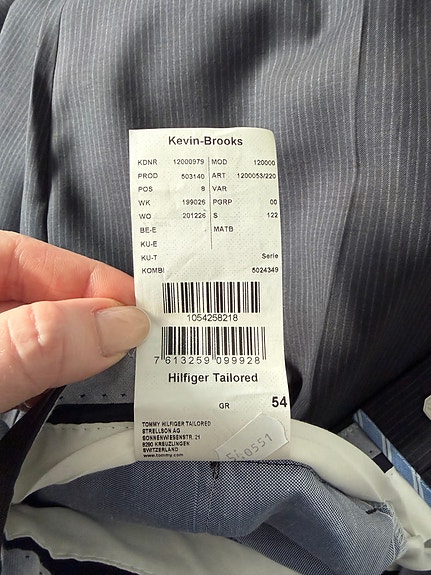 Kevin-Brooks
KDNR 12000979 MOD 120000
PROD 503140 ART 1200053/220
POS 8 VAR
WK 199026 PGRP 00
WO 201226 S 122
BE-E MATB
KU-E
KU-T Serie
KOMBI 5024349
1054258218
7 613259 099928
Hilfiger Tailored
GR 54
TOMMY HILFIGER TAILORED
STRELLSON AG
SONNENWIESENSTR. 21
8280 KREUZLINGEN
SWITZERLAND
www.tommy.com